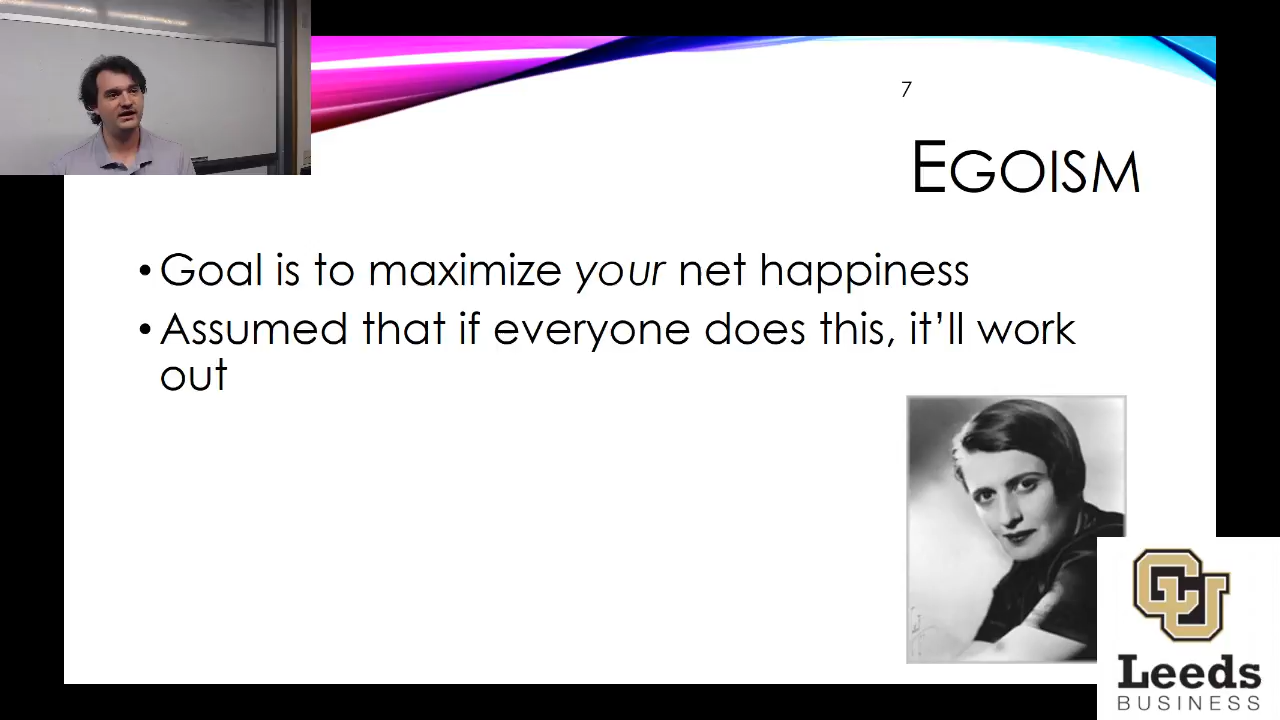 7
EGOISM
• Goal is to maximize your net happiness
• Assumed that if everyone does this, it’ll work
out
CU
Leeds
BUSINESS